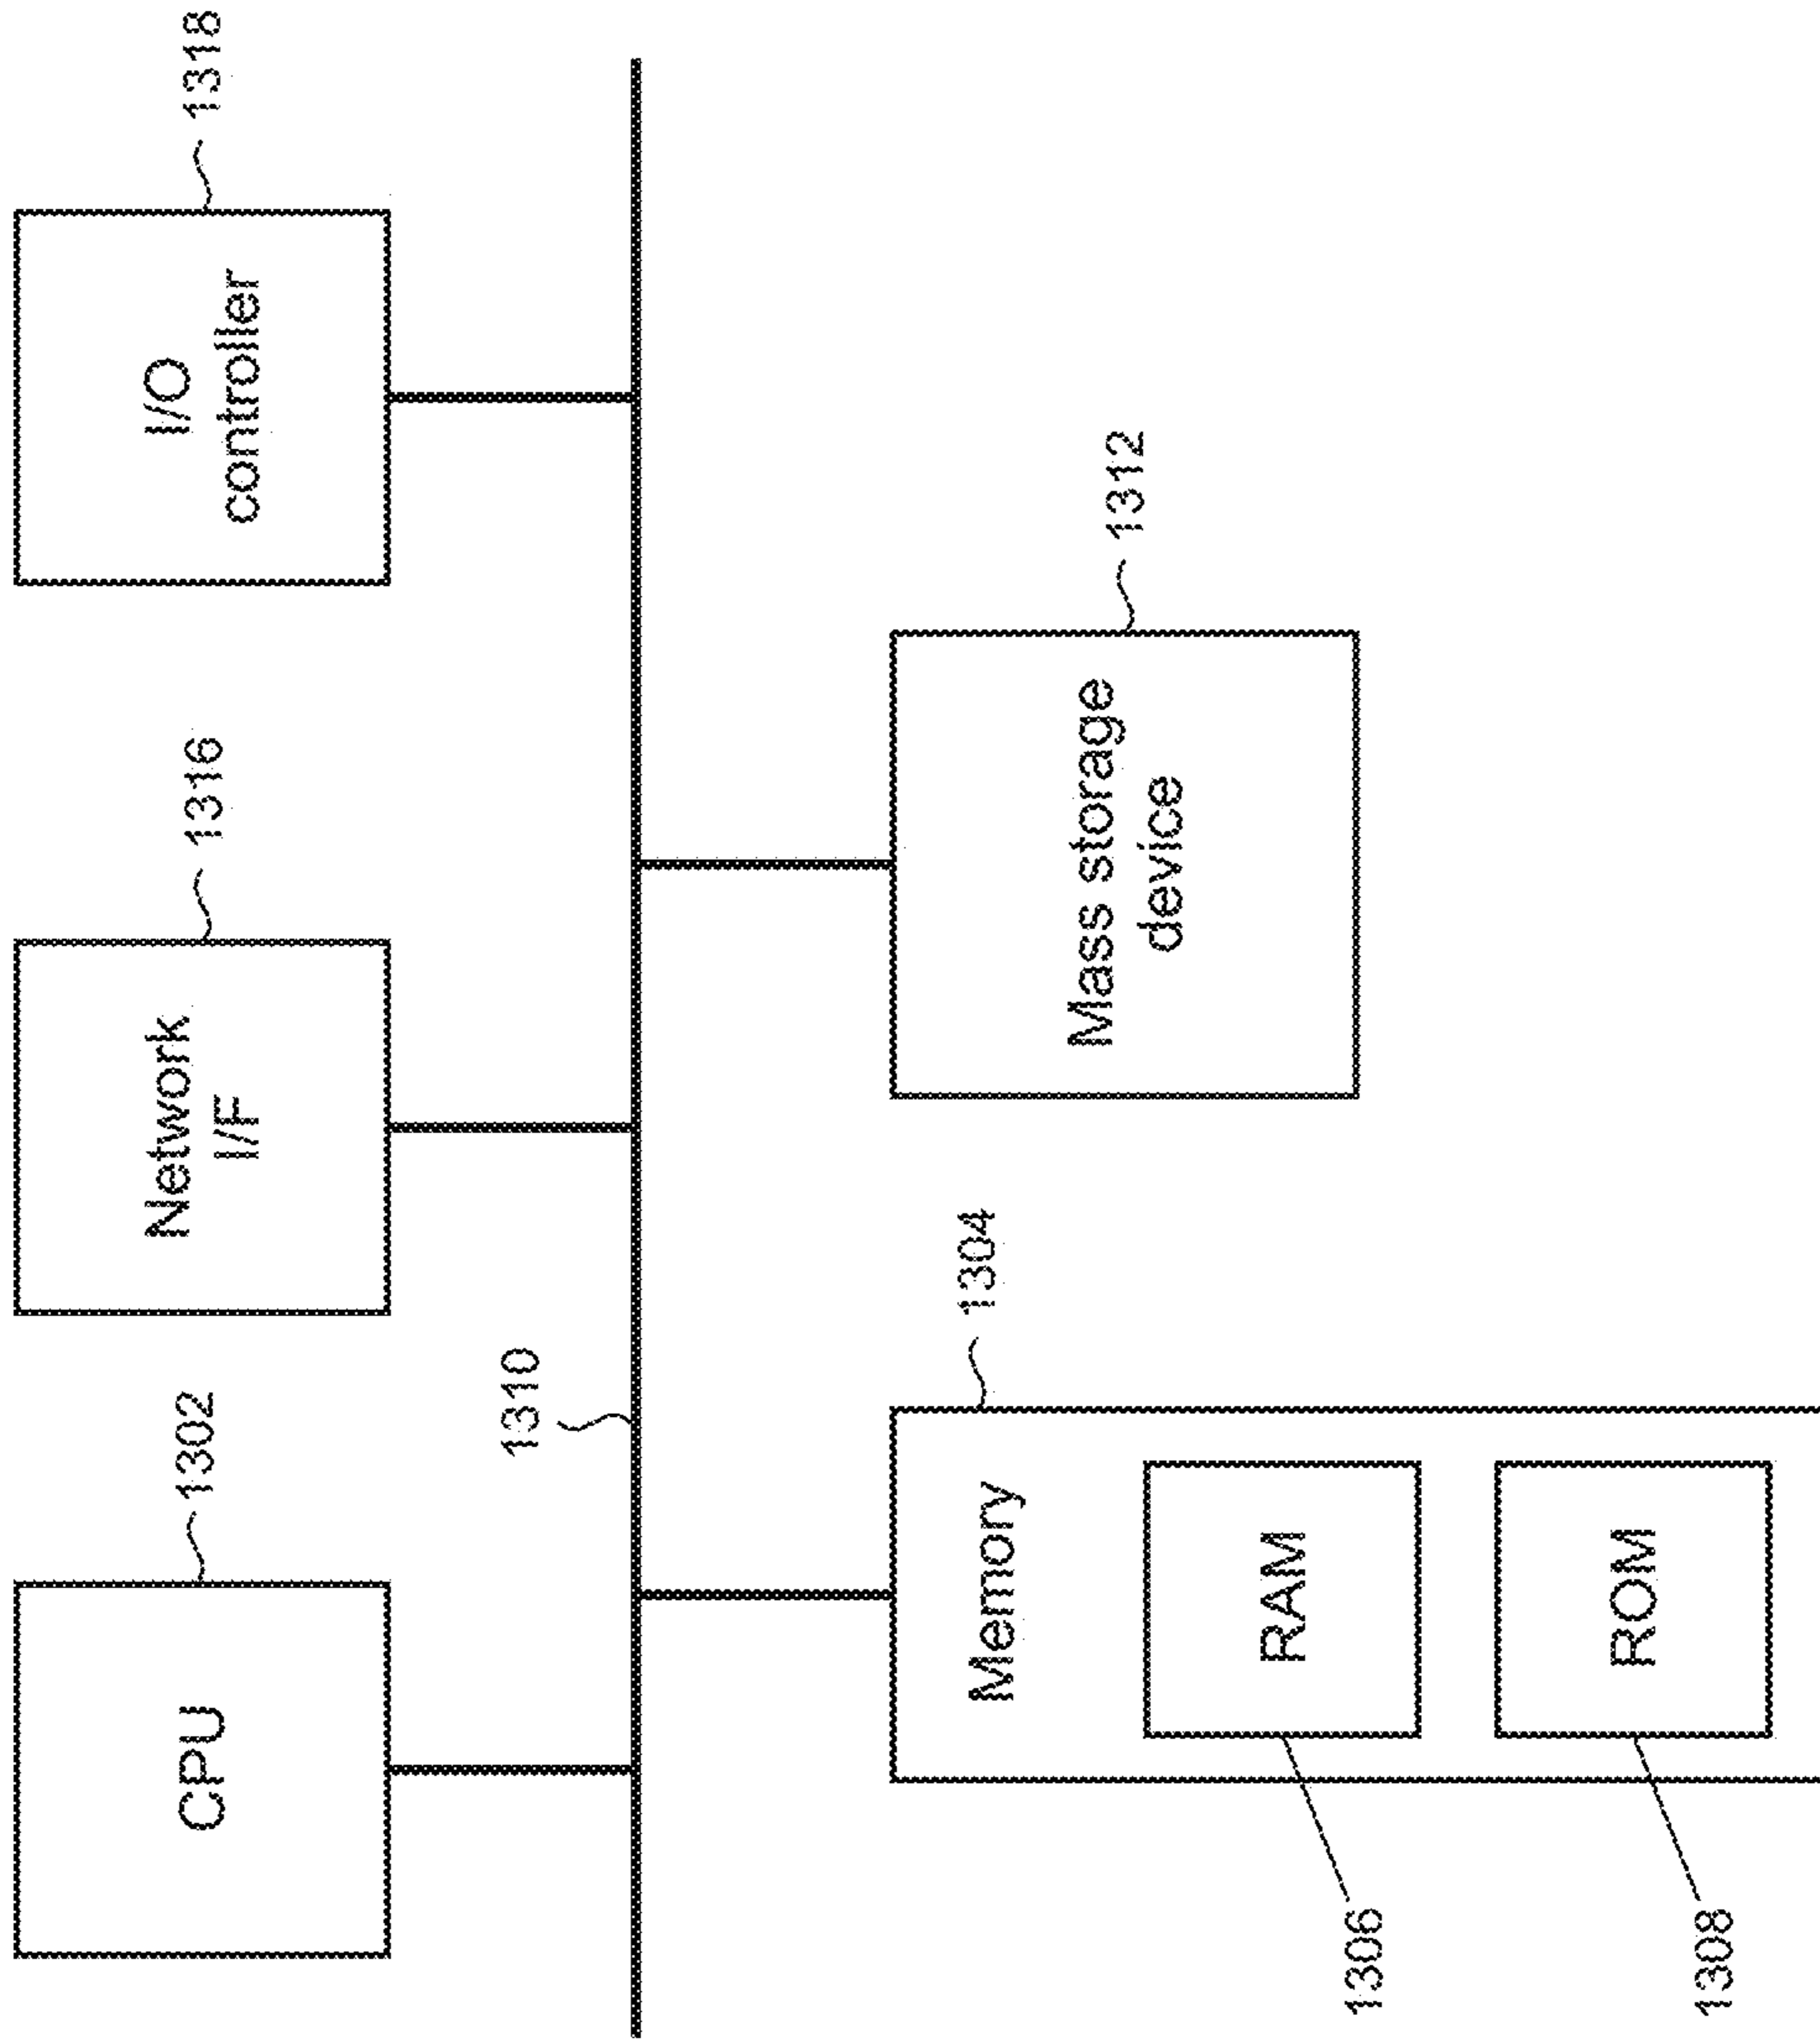 CPU
1302
Network
I/F
1316
I/O
controller
1318
1310
Memory
1304
RAM
1306
ROM
1308
Mass storage
device
1312